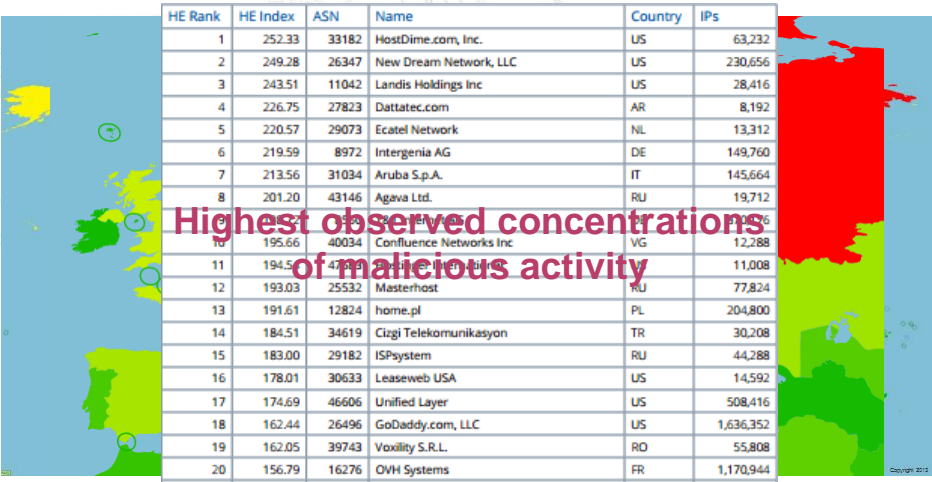 HE Rank HE Index ASN Name Country IPs
1 252.33 33182 HostDime.com, Inc. US 63,232
2 249.28 26347 New Dream Network, LLC US 230,656
3 243.51 11042 Landis Holdings Inc US 28,416
4 226.75 27823 Dattatec.com AR 8,192
5 220.57 29073 Ecatel Network NL 13,312
6 219.59 8972 Intergenia AG DE 149,760
7 213.56 31034 Aruba S.p.A. IT 145,664
8 201.20 43146 Agava Ltd. RU 19,712
9
Highest observed concentrations
10 195.66 40034 Confluence Networks Inc VG 12,288
11 Hostinger International 11,008
of malicious activity
12 193.03 25532 Masterhost RU 77,824
13 191.61 12824 home.pl PL 204,800
14 184.51 34619 Cizgi Telekomunikasyon TR 30,208
15 183.00 29182 ISPsystem RU 44,288
16 178.01 30633 Leaseweb USA US 14,592
17 174.69 46606 Unified Layer US 508,416
18 162.44 26496 GoDaddy.com, LLC US 1,636,352
19 162.05 39743 Voxility S.R.L. RO 55,808
20 156.79 16276 OVH Systems FR 1,170,944
Copyright 2013